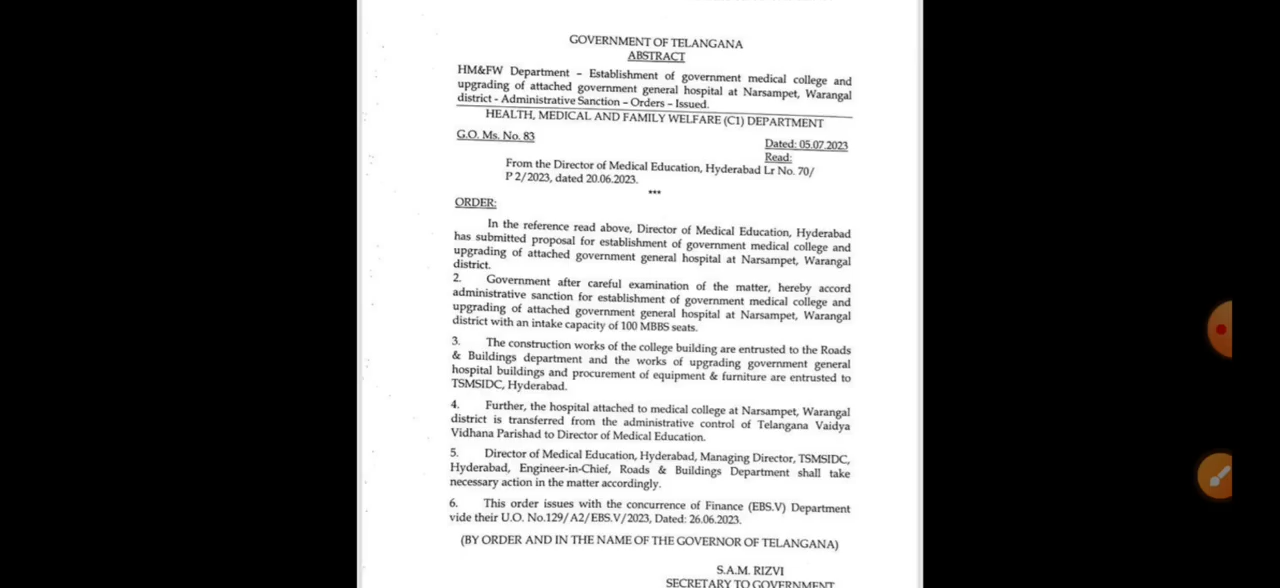 GOVERNMENT OF TELANGANA
ABSTRACT
HM&FW Department – Establishment of government medical college and
upgrading of attached government general hospital at Narsampet, Warangal
district - Administrative Sanction – Orders – Issued.
HEALTH, MEDICAL AND FAMILY WELFARE (C1) DEPARTMENT
G.O. Ms. No. 83
Dated: 05.07.2023
Read:
From the Director of Medical Education, Hyderabad Lr No. 70/
P 2/2023, dated 20.06.2023.
***
ORDER:
In the reference read above, Director of Medical Education, Hyderabad
has submitted proposal for establishment of government medical college and
upgrading of attached government general hospital at Narsampet, Warangal
district.
2. Government after careful examination of the matter, hereby accord
administrative sanction for establishment of government medical college and
upgrading of attached government general hospital at Narsampet, Warangal
district with an intake capacity of 100 MBBS seats.
3. The construction works of the college building are entrusted to the Roads
& Buildings department and the works of upgrading government general
hospital buildings and procurement of equipment & furniture are entrusted to
TSMSIDC, Hyderabad.
4. Further, the hospital attached to medical college at Narsampet, Warangal
district is transferred from the administrative control of Telangana Vaidya
Vidhana Parishad to Director of Medical Education.
5. Director of Medical Education, Hyderabad, Managing Director, TSMSIDC,
Hyderabad, Engineer-in-Chief, Roads & Buildings Department shall take
necessary action in the matter accordingly.
6. This order issues with the concurrence of Finance (EBS.V) Department
vide their U.O. No.129/A2/EBS.V/2023, Dated: 26.06.2023.
(BY ORDER AND IN THE NAME OF THE GOVERNOR OF TELANGANA)
S.A.M. RIZVI
SECRETARY TO GOVERNMENT